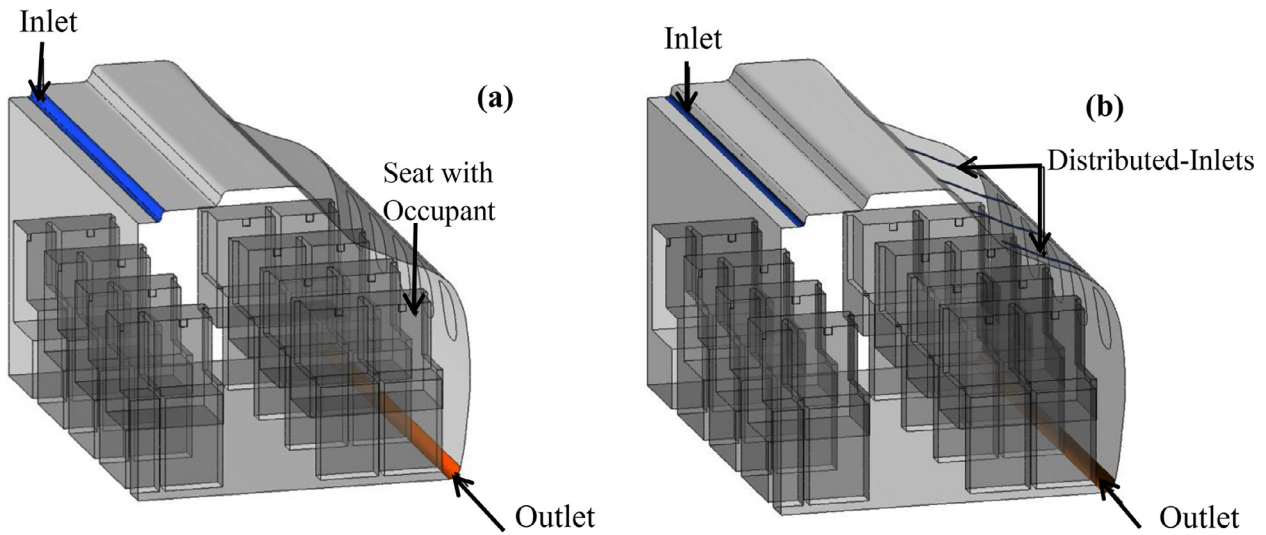 Inlet
(a)
Seat with
Occupant
Outlet
Inlet
(b)
Distributed-Inlets
Outlet